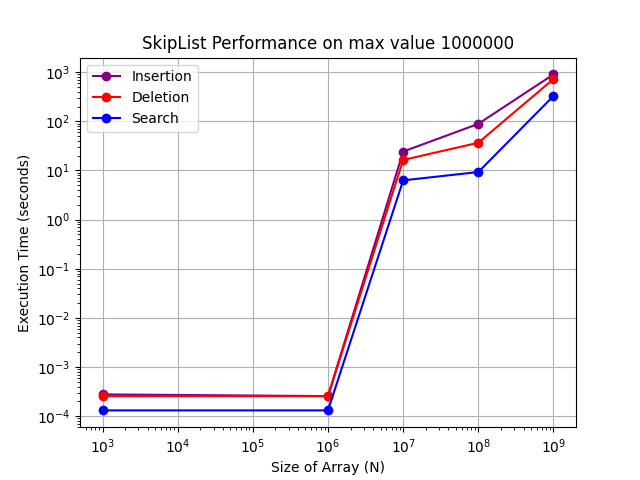 SkipList Performance on max value 1000000
Insertion
Deletion
Search
Execution Time (seconds)
10³
10²
10¹
10⁰
10⁻¹
10⁻²
10⁻³
10⁻⁴
10³ 10⁴ 10⁵ 10⁶ 10⁷ 10⁸ 10⁹
Size of Array (N)